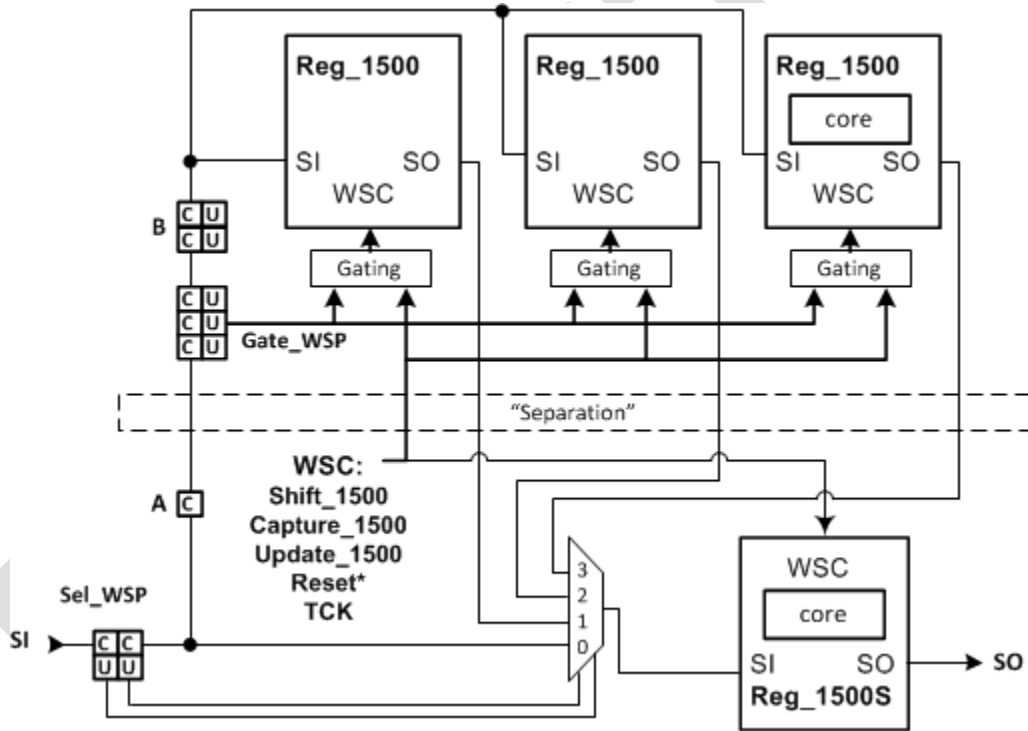 Reg_1500
Reg_1500
Reg_1500
core
SI SO
WSC
SI SO
WSC
SI SO
WSC
B
C U
C U
Gating
Gating
Gating
C U
C U
C U
Gate_WSP
“Separation”
A C
WSC:
Shift_1500
Capture_1500
Update_1500
Reset*
TCK
3
2
1
0
Sel_WSP
SI
C C
U U
WSC
core
SI SO
Reg_1500S
SO